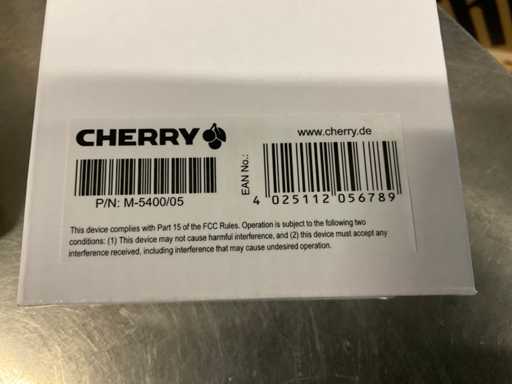 CHERRY
www.cherry.de
EAN No.:
P/N: M-5400/05
4 025112 056789
This device complies with Part 15 of the FCC Rules. Operation is subject to the following two
conditions: (1) This device may not cause harmful interference, and (2) this device must accept any
interference received, including interference that may cause undesired operation.